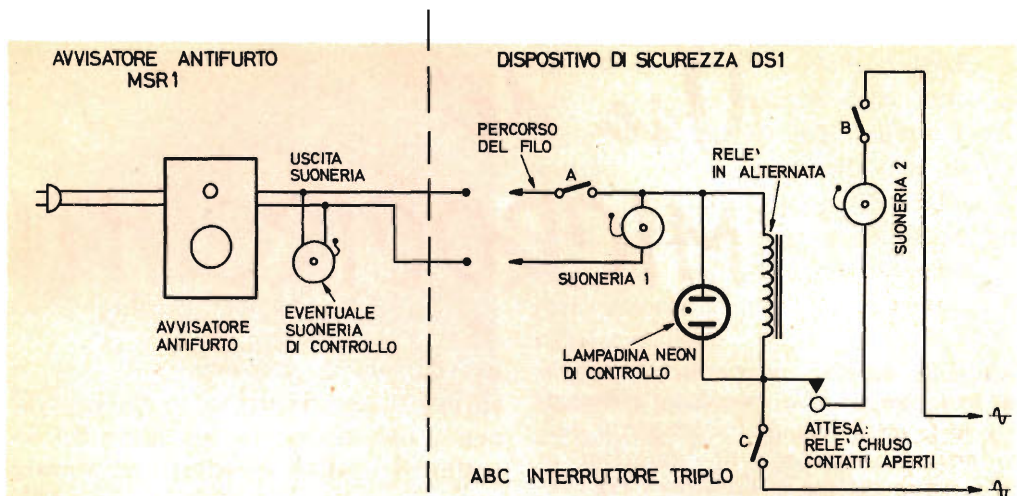 AVVISATORE ANTIFURTO
MSR1
DISPOSITIVO DI SICUREZZA DS1
USCITA
SUONERIA
AVVISATORE
ANTIFURTO
EVENTUALE
SUONERIA
DI CONTROLLO
PERCORSO
DEL FILO
A
SUONERIA 1
RELE' 
IN ALTERNATA
LAMPADINA NEON
DI CONTROLLO
B
SUONERIA 2
C
ATTESA:
RELE' CHIUSO
CONTATTI APERTI
ABC INTERRUTTORE TRIPLO